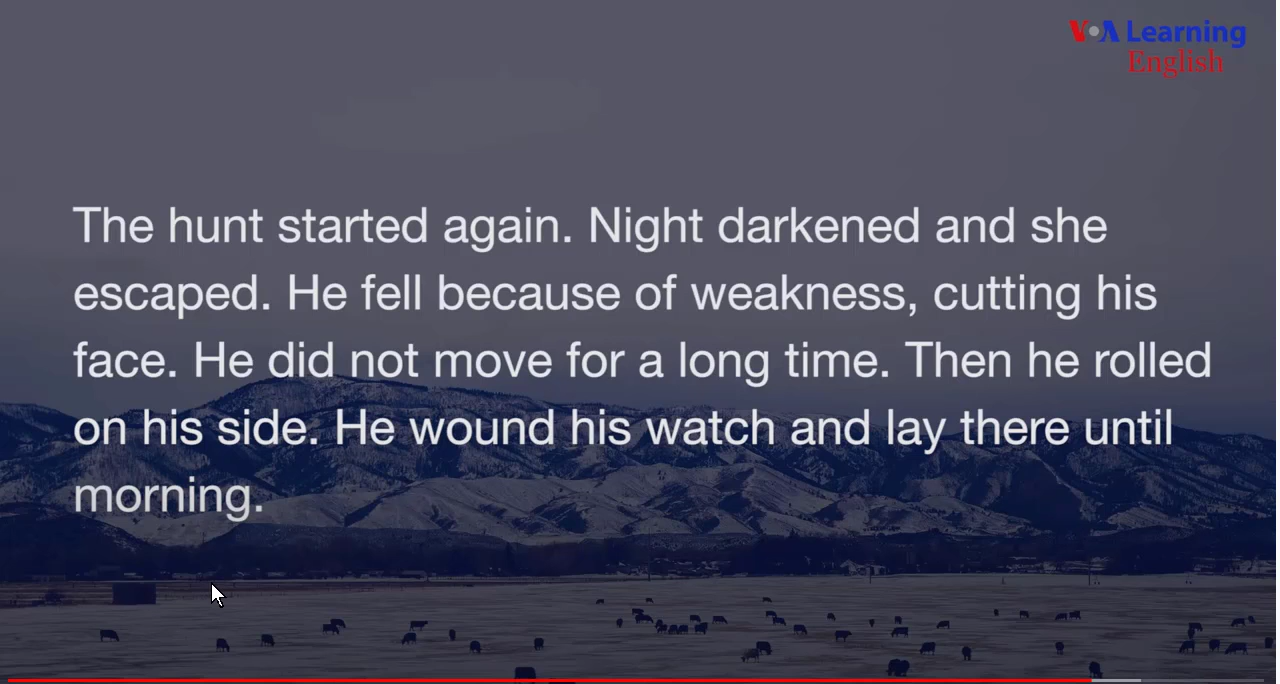 VOA Learning
English
The hunt started again. Night darkened and she
escaped. He fell because of weakness, cutting his
face. He did not move for a long time. Then he rolled
on his side. He wound his watch and lay there until
morning.